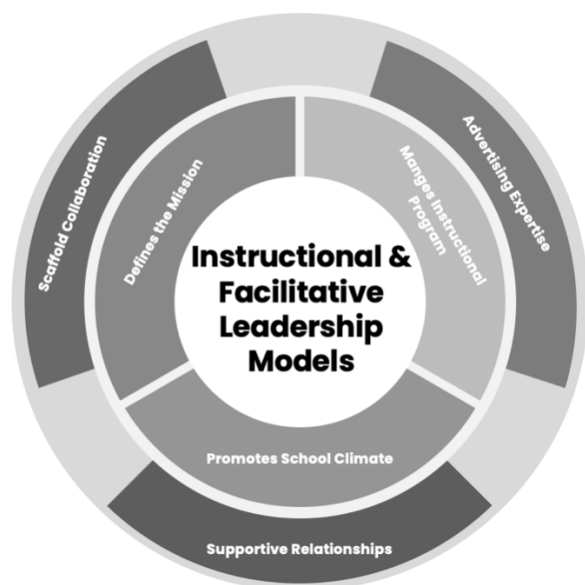 Instructional &
Facilitative
Leadership
Models
Defines the Mission
Manges Instructional
Program
Promotes School Climate
Scaffold Collaboration
Advertising Expertise
Supportive Relationships